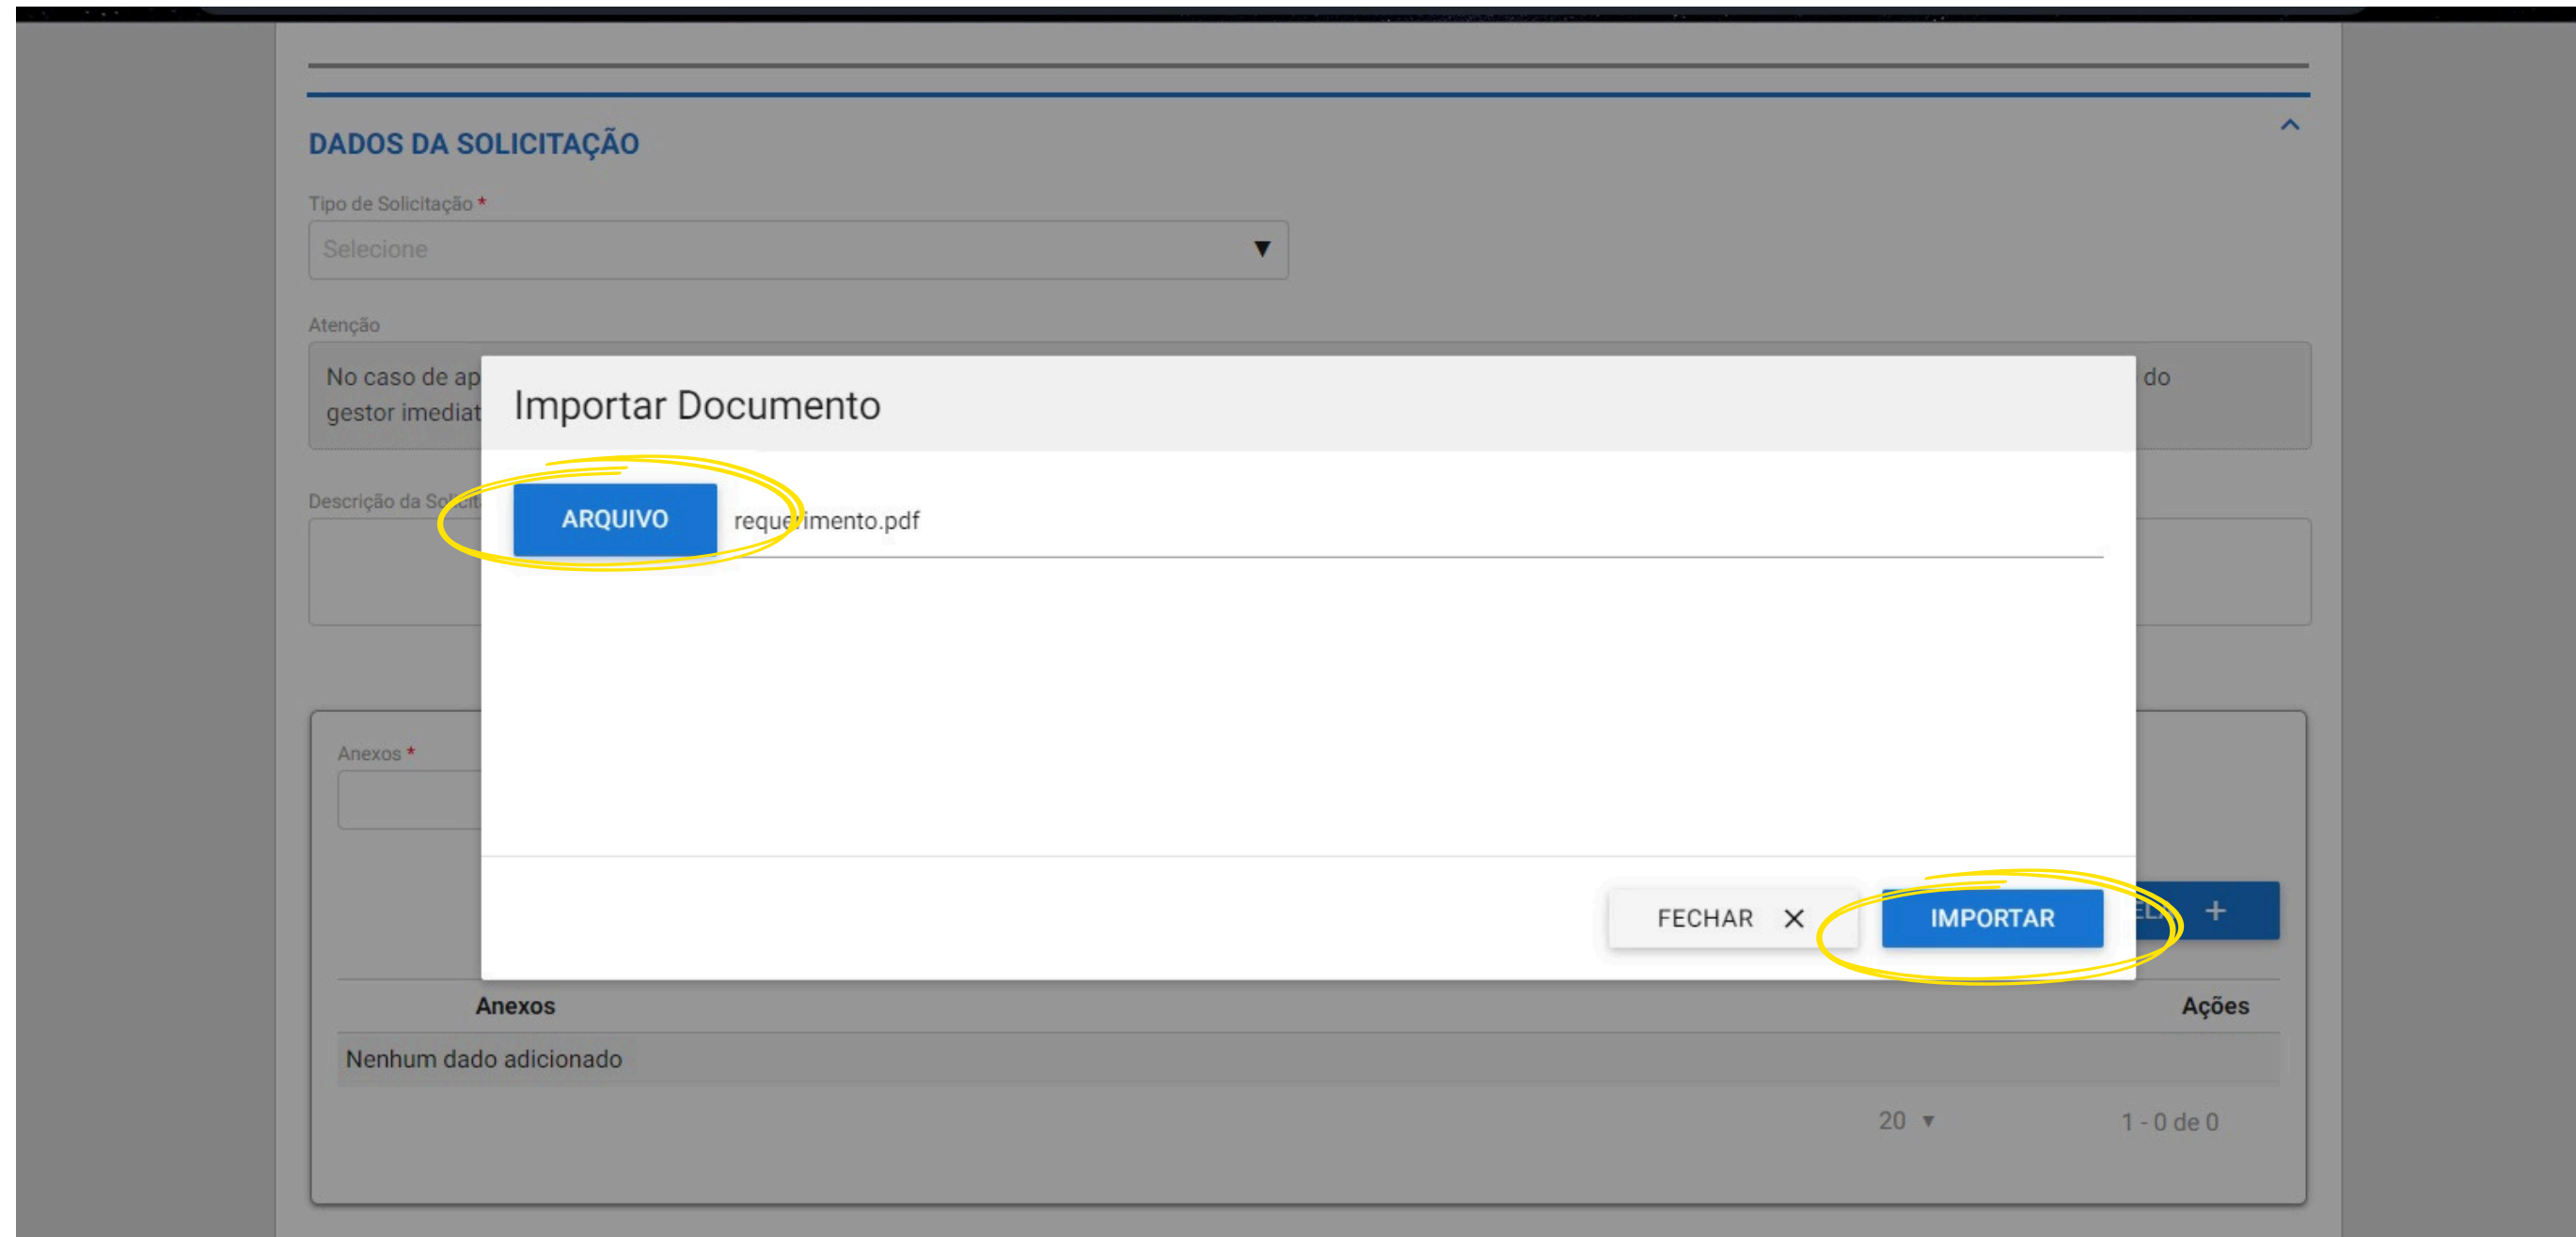 DADOS DA SOLICITAÇÃO
Tipo de Solicitação *
Selecione
Atenção
No caso de ap
do
gestor imediat
Importar Documento
Descrição da
ARQUIVO
requerimento.pdf
Anexos *
FECHAR
IMPORTAR
Anexos
Ações
Nenhum dado adicionado
20
1 - 0 de 0